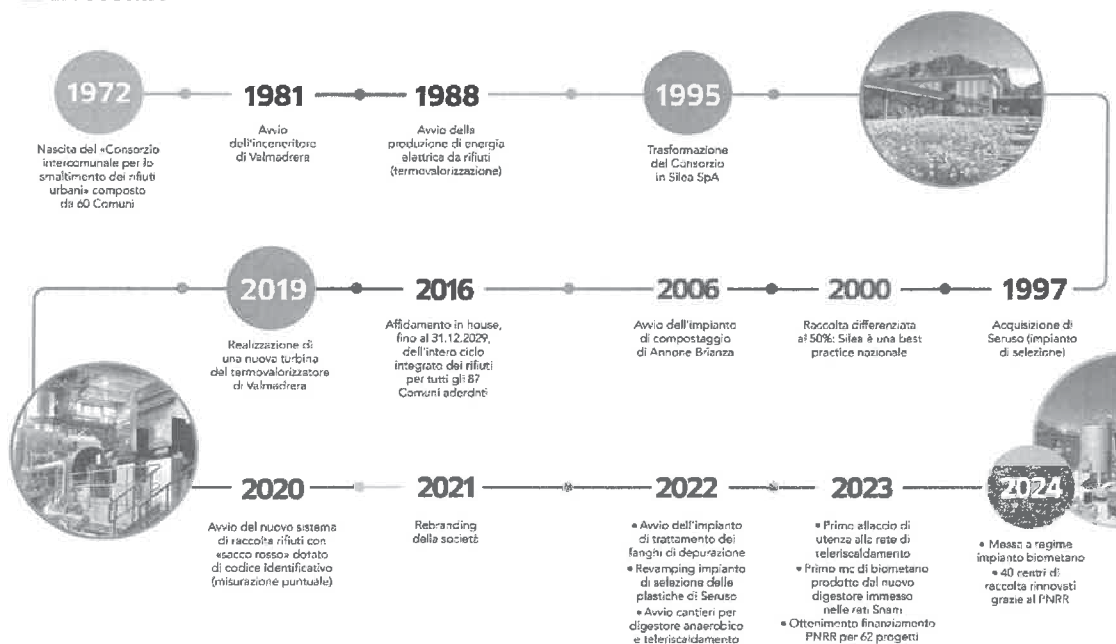 1972
Nascita del «Consorzio
intercomunale per lo
smaltimento dei rifiuti
urbani» composto
da 60 Comuni
1981
Avvio
dell'inceneritore
di Valmadrera
1988
Avvio della
produzione di energia
elettrica da rifiuti
(termovalorizzazione)
1995
Trasformazione
del Consorzio
in Silea SpA
1997
Acquisizione di
Seruso (impianto
di selezione)
2000
Raccolta differenziata
al 50%: Silea è una best
practice nazionale
2006
Avvio dell'impianto
di compostaggio
di Annone Brianza
2016
Affidamento in house,
fino al 31.12.2029,
dell'intero ciclo
integrato dei rifiuti
per tutti gli 87
Comuni aderenti
2019
Realizzazione di
una nuova turbina
del termovalorizzatore
di Valmadrera
2020
Avvio del nuovo sistema
di raccolta rifiuti con
«sacco rosso» dotato
di codice identificativo
(misurazione puntuale)
2021
Rebranding
della società
2022
• Avvio dell'impianto
di trattamento dei
fanghi di depurazione
• Revamping impianto
di selezione delle
plastiche di Seruso
• Avvio cantieri per
digestore anaerobico
e teleriscaldamento
2023
• Primo allaccio di
utenza alla rete di
teleriscaldamento
• Primo mc di biometano
prodotto dal nuovo
digestore immesso
nelle reti Snam
• Ottenimento finanziamento
PNRR per 62 progetti
2024
• Messa a regime
impianto biometano
• 40 centri di
raccolta rinnovati
grazie al PNRR